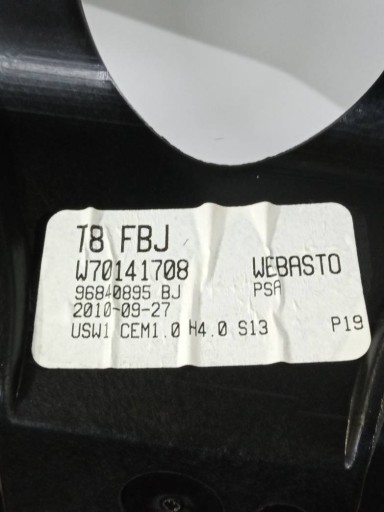 T8 FBJ
W70141708 WEBASTO
96840895 BJ PSA
2010-09-27
USW1 CEM1.0 H4.0 S13 P19